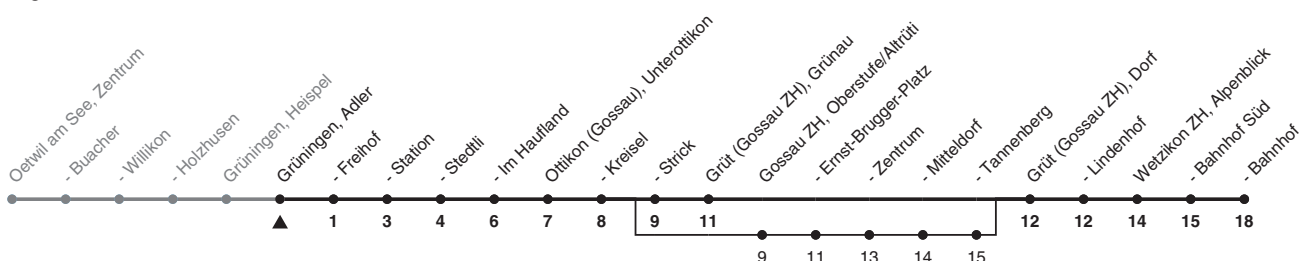 Oetwil am See, Zentrum
- Buacher
- Willikon
- Holzhusen
Grüningen, Heispel
Grüningen, Adler
- Freihof
- Station
- Stedtli
- Im Haufland
Ottikon (Gossau), Unterottikon
- Kreisel
- Strick
Grüt (Gossau ZH), Grünau
Gossau ZH, Oberstufe/Altrüti
- Ernst-Brugger-Platz
- Zentrum
- Mitteldorf
- Tannenberg
Grüt (Gossau ZH), Dorf
- Lindenhof
Wetzikon ZH, Alpenblick
- Bahnhof Süd
- Bahnhof
1 3 4 6 7 8 9 11 12 12 14 15 18
9 11 13 14 15